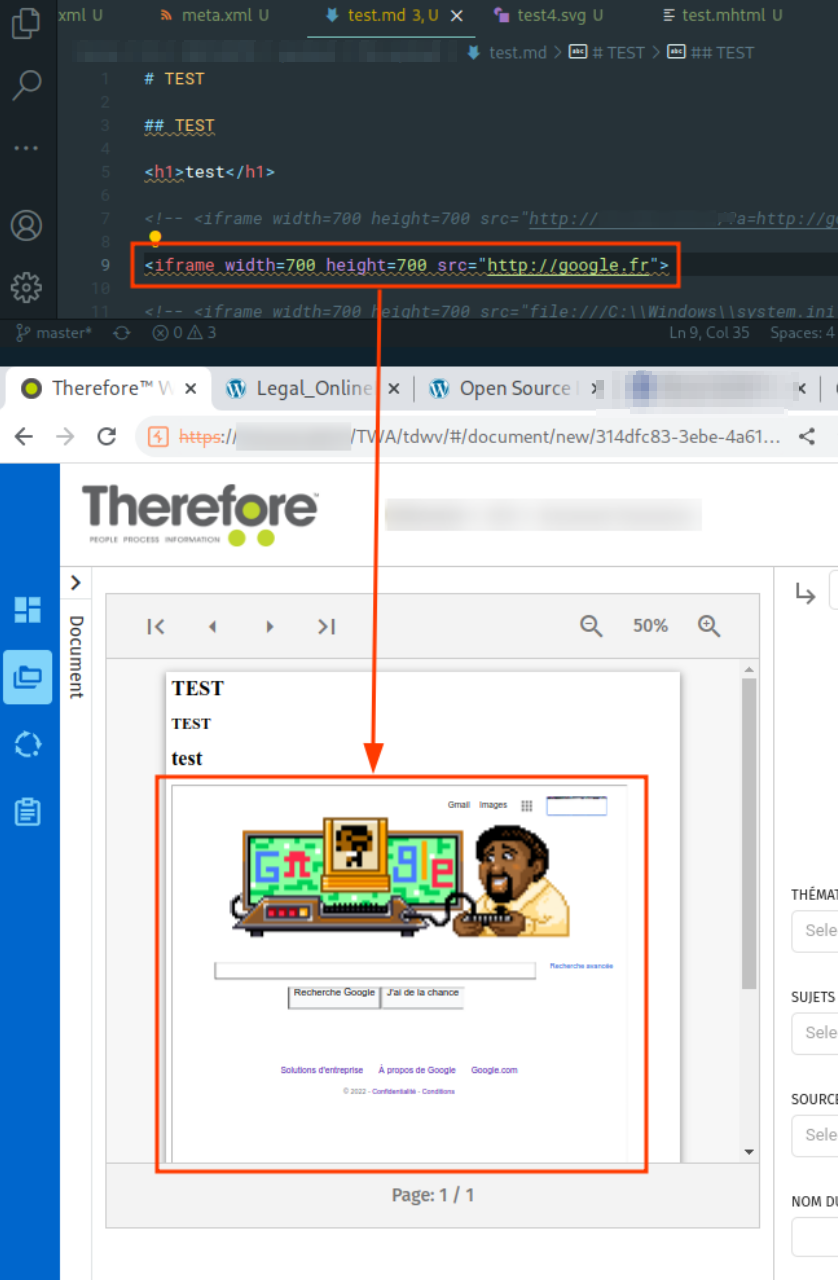 xml U meta.xml U test.md 3, U test4.svg U test.mhtml U
test.md > # TEST > ## TEST
1 # TEST
2
3 ## TEST
4
5 <h1>test</h1>
6
7 <!-- <iframe width=700 height=700 src="http:// ?a=http://g
8
9 <iframe width=700 height=700 src="http://google.fr">
10
11 <!-- <iframe width=700 height=700 src="file:///C:\\Windows\\system.ini
master* 0 3 Ln 9, Col 35 Spaces: 4
Therefore™ W Legal_Online Open Source
https:// /TWA/tdwv/#/document/new/314dfc83-3ebe-4a61...
Therefore™
PEOPLE PROCESS INFORMATION
Document
50%
TEST
TEST
test
Gmail Images
G gle
Recherche avancée
Recherche Google J'ai de la chance
Solutions d'entreprise À propos de Google Google.com
© 2022 - Confidentialité - Conditions
Page: 1 / 1
THÉMAT
Sele
SUJETS
Sele
SOURCE
Sele
NOM DU